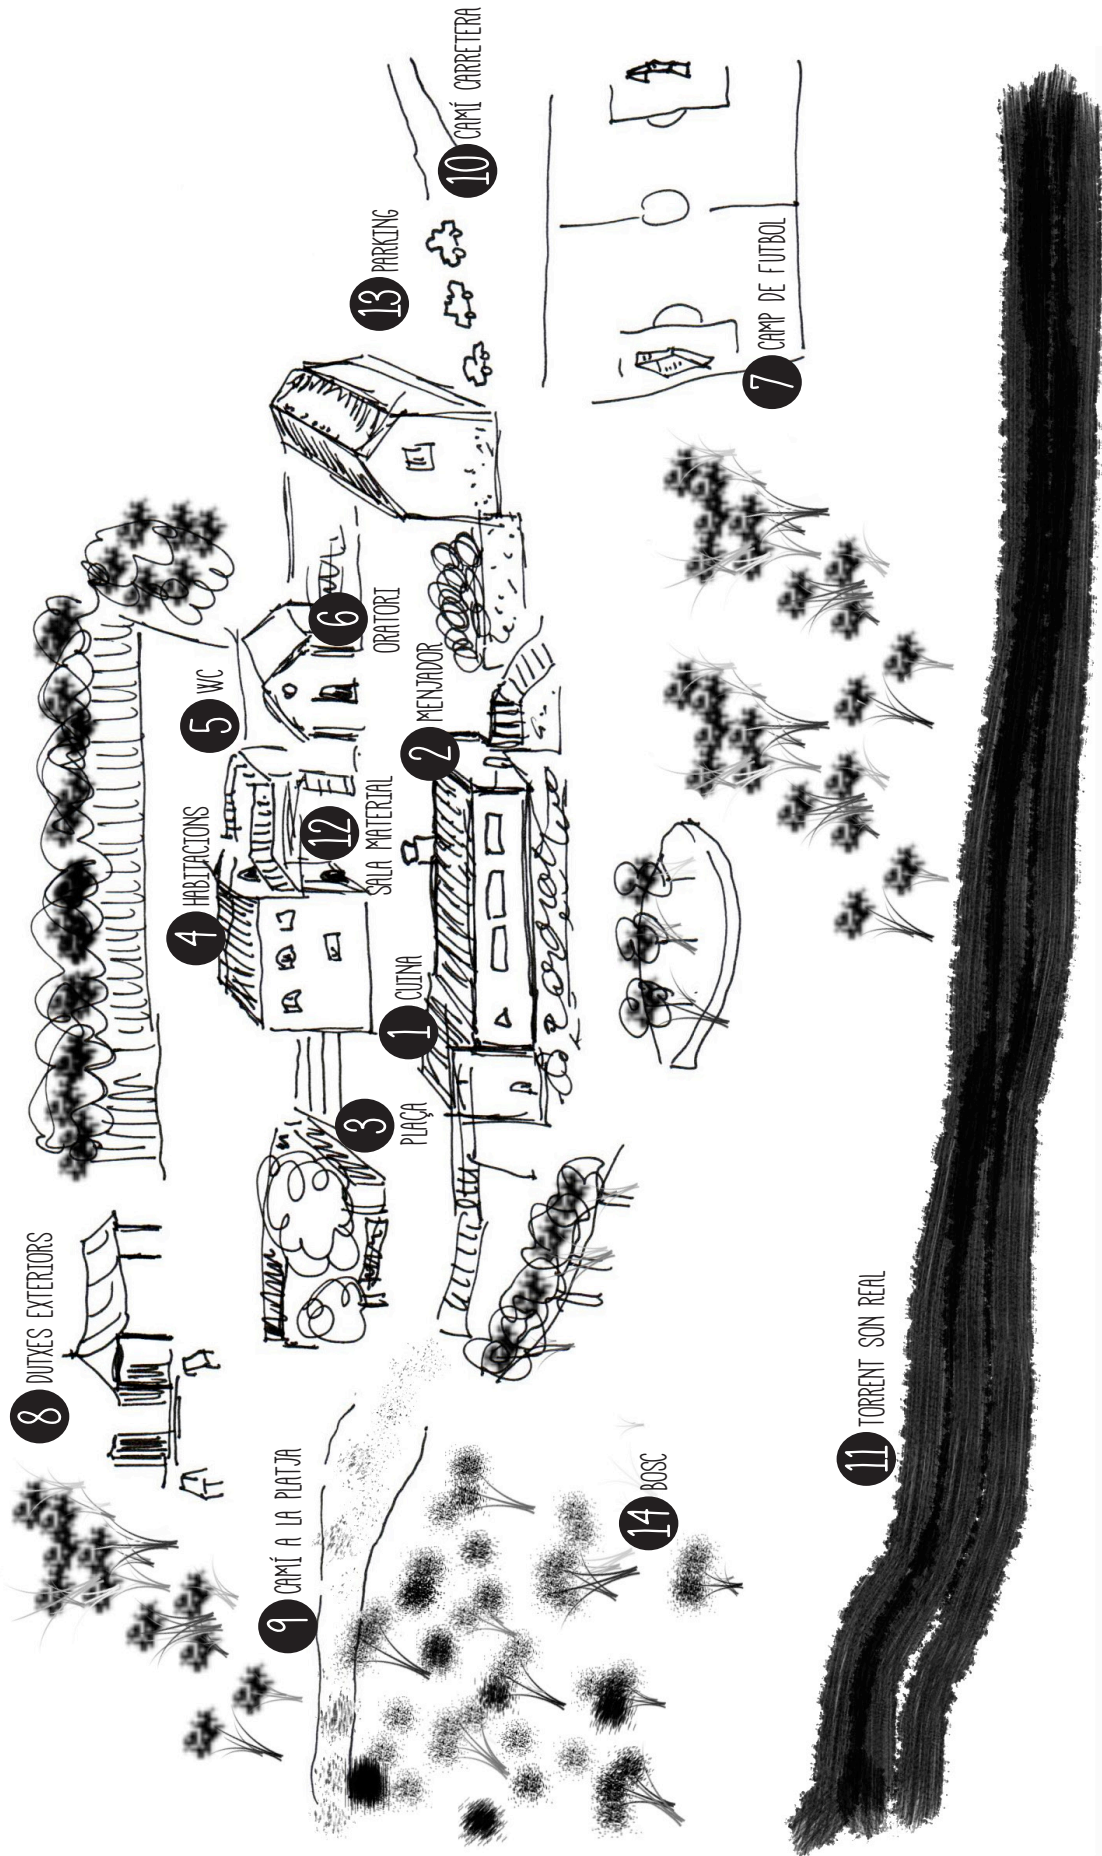 8 DUTXES EXTERIORS
4 HABITACIONS
5 WC
9 CAMÍ A LA PLATJA
12 SALA MATERIAL
6 ORATORI
13 PARKING
3 PLAÇA
1 CUINA
2 MENJADOR
10 CAMÍ CARRETERA
14 BOSC
7 CAMP DE FUTBOL
11 TORRENT SON REAL